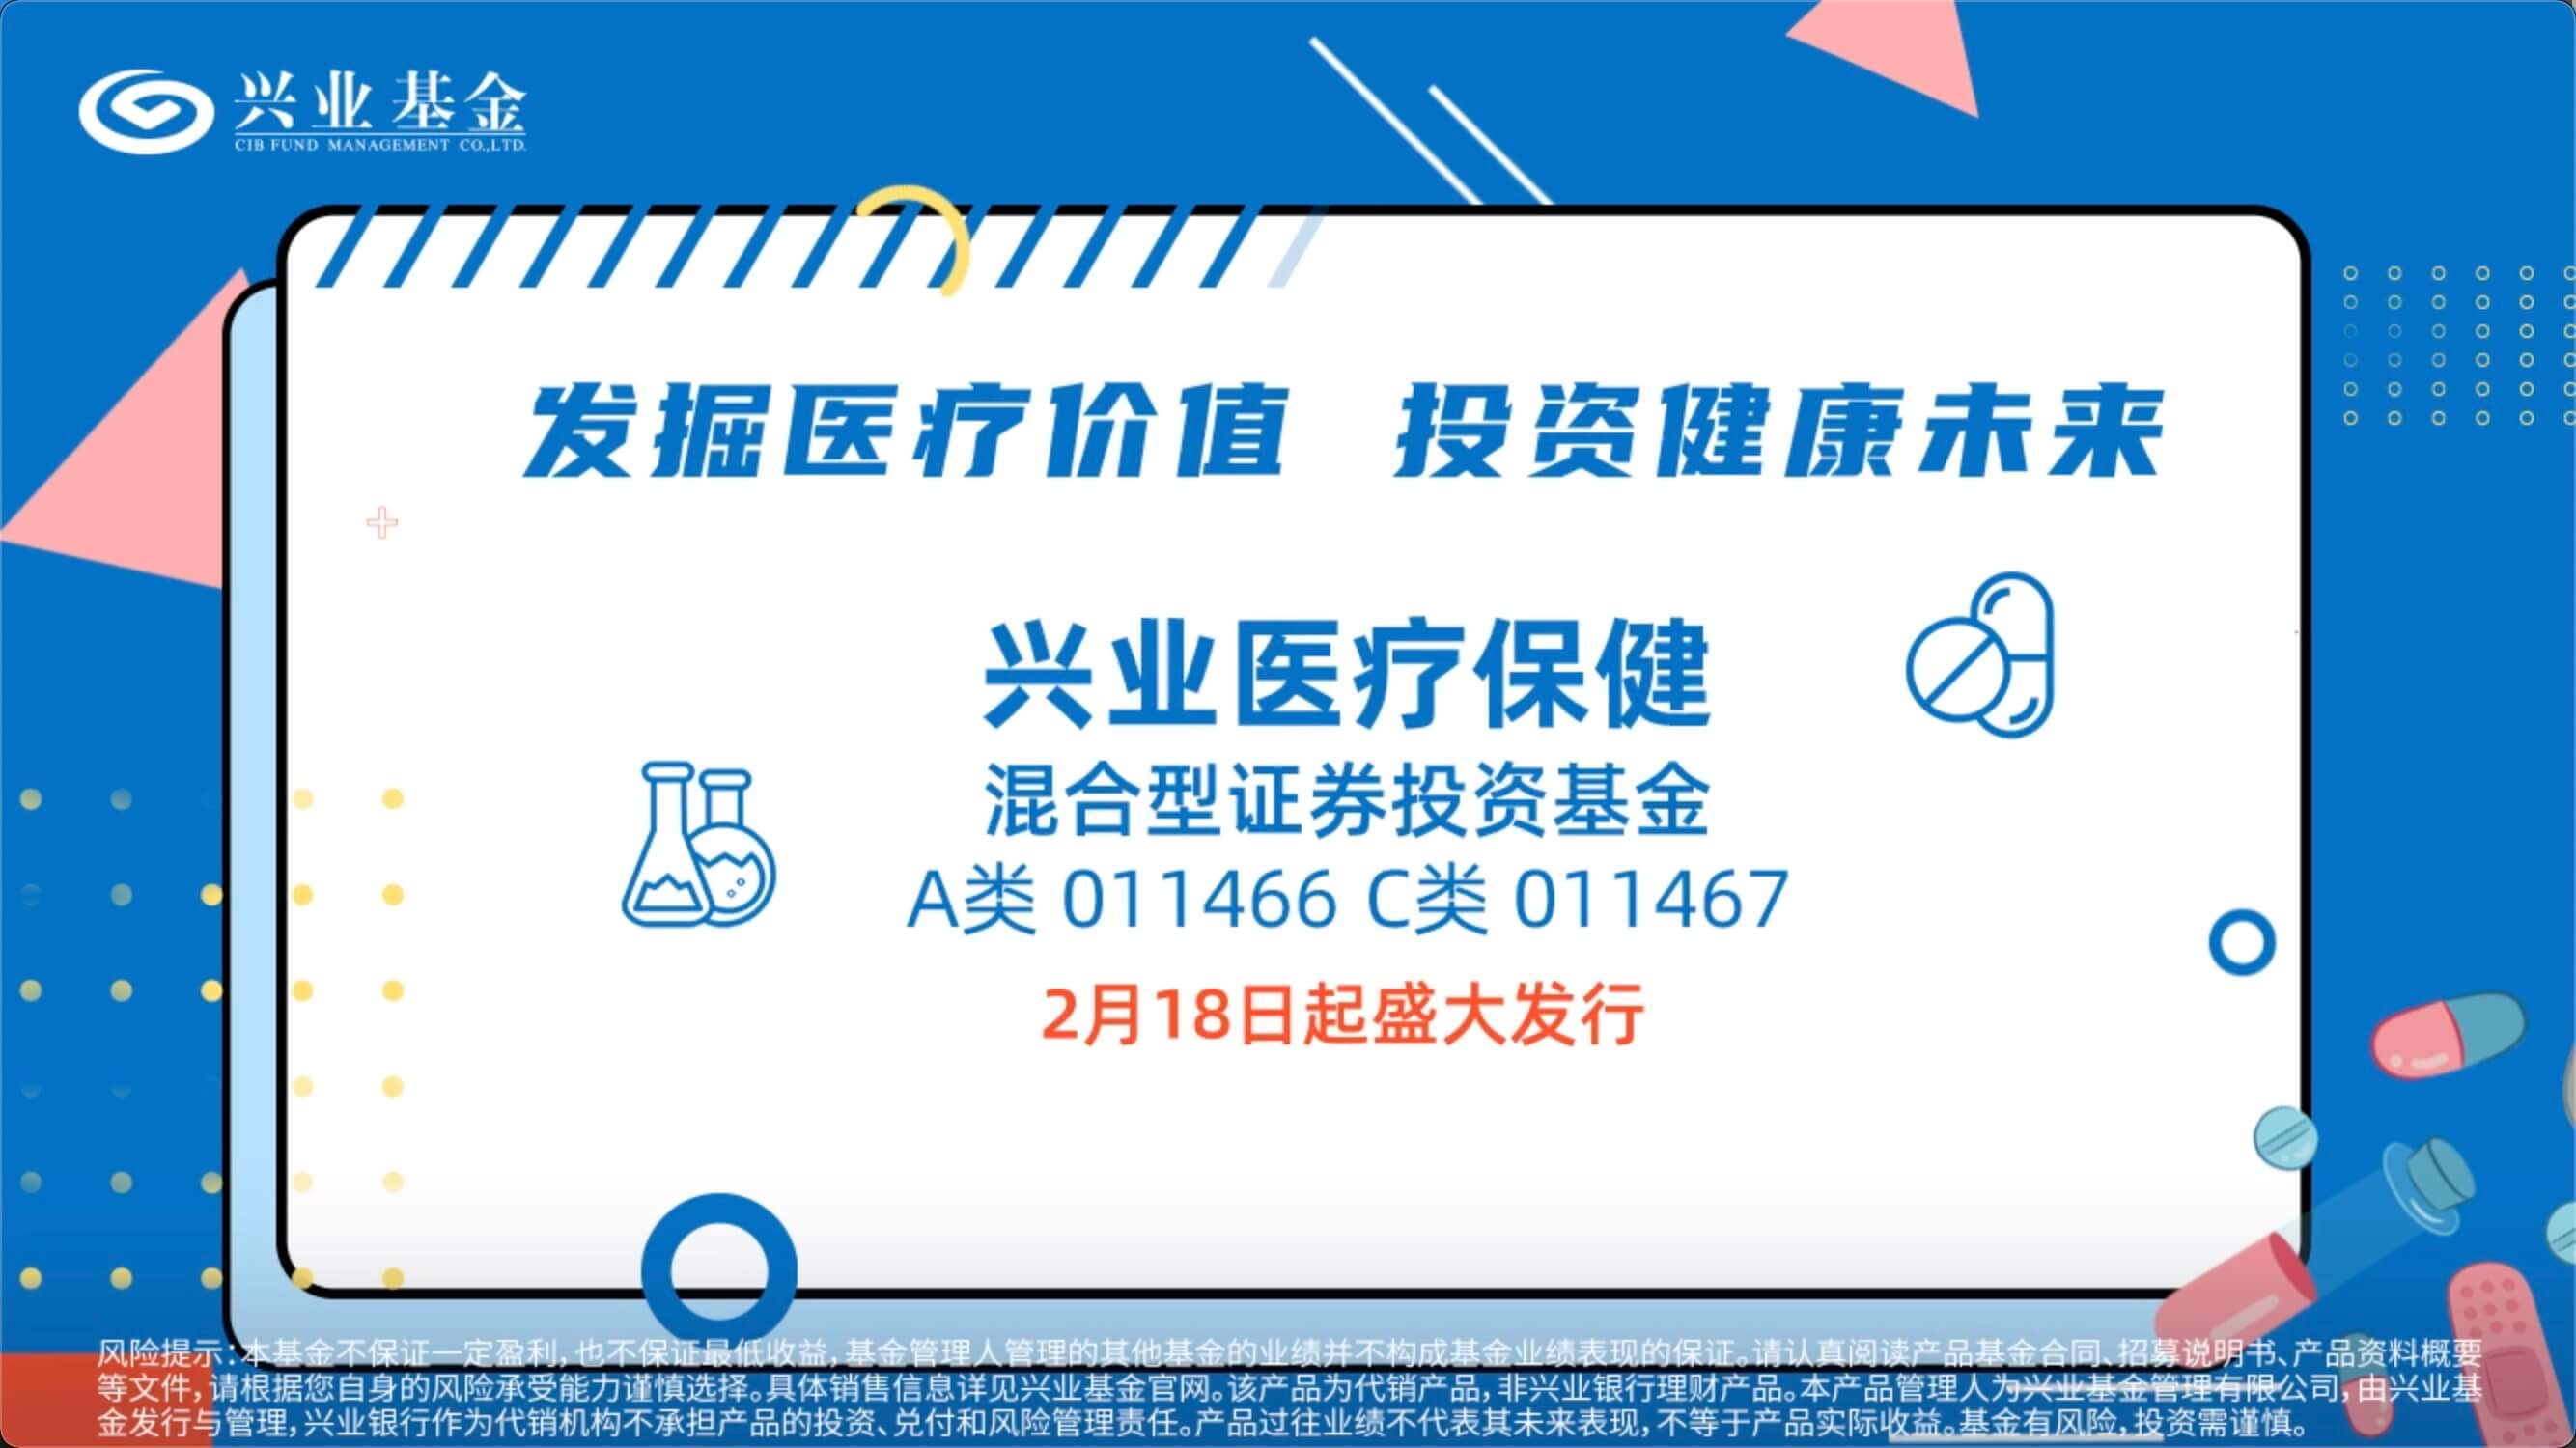 兴业基金
CIB FUND MANAGEMENT CO.,LTD.
发掘医疗价值 投资健康未来
兴业医疗保健
混合型证券投资基金
A类 011466 C类 011467
2月18日起盛大发行
风险提示：本基金不保证一定盈利，也不保证最低收益，基金管理人管理的其他基金的业绩并不构成基金业绩表现的保证。请认真阅读产品基金合同、招募说明书、产品资料概要
等文件，请根据您自身的风险承受能力谨慎选择。具体销售信息详见兴业基金官网。该产品为代销产品，非兴业银行理财产品。本产品管理人为兴业基金管理有限公司，由兴业基
金发行与管理，兴业银行作为代销机构不承担产品的投资、兑付和风险管理责任。产品过往业绩不代表其未来表现，不等于产品实际收益。基金有风险，投资需谨慎。